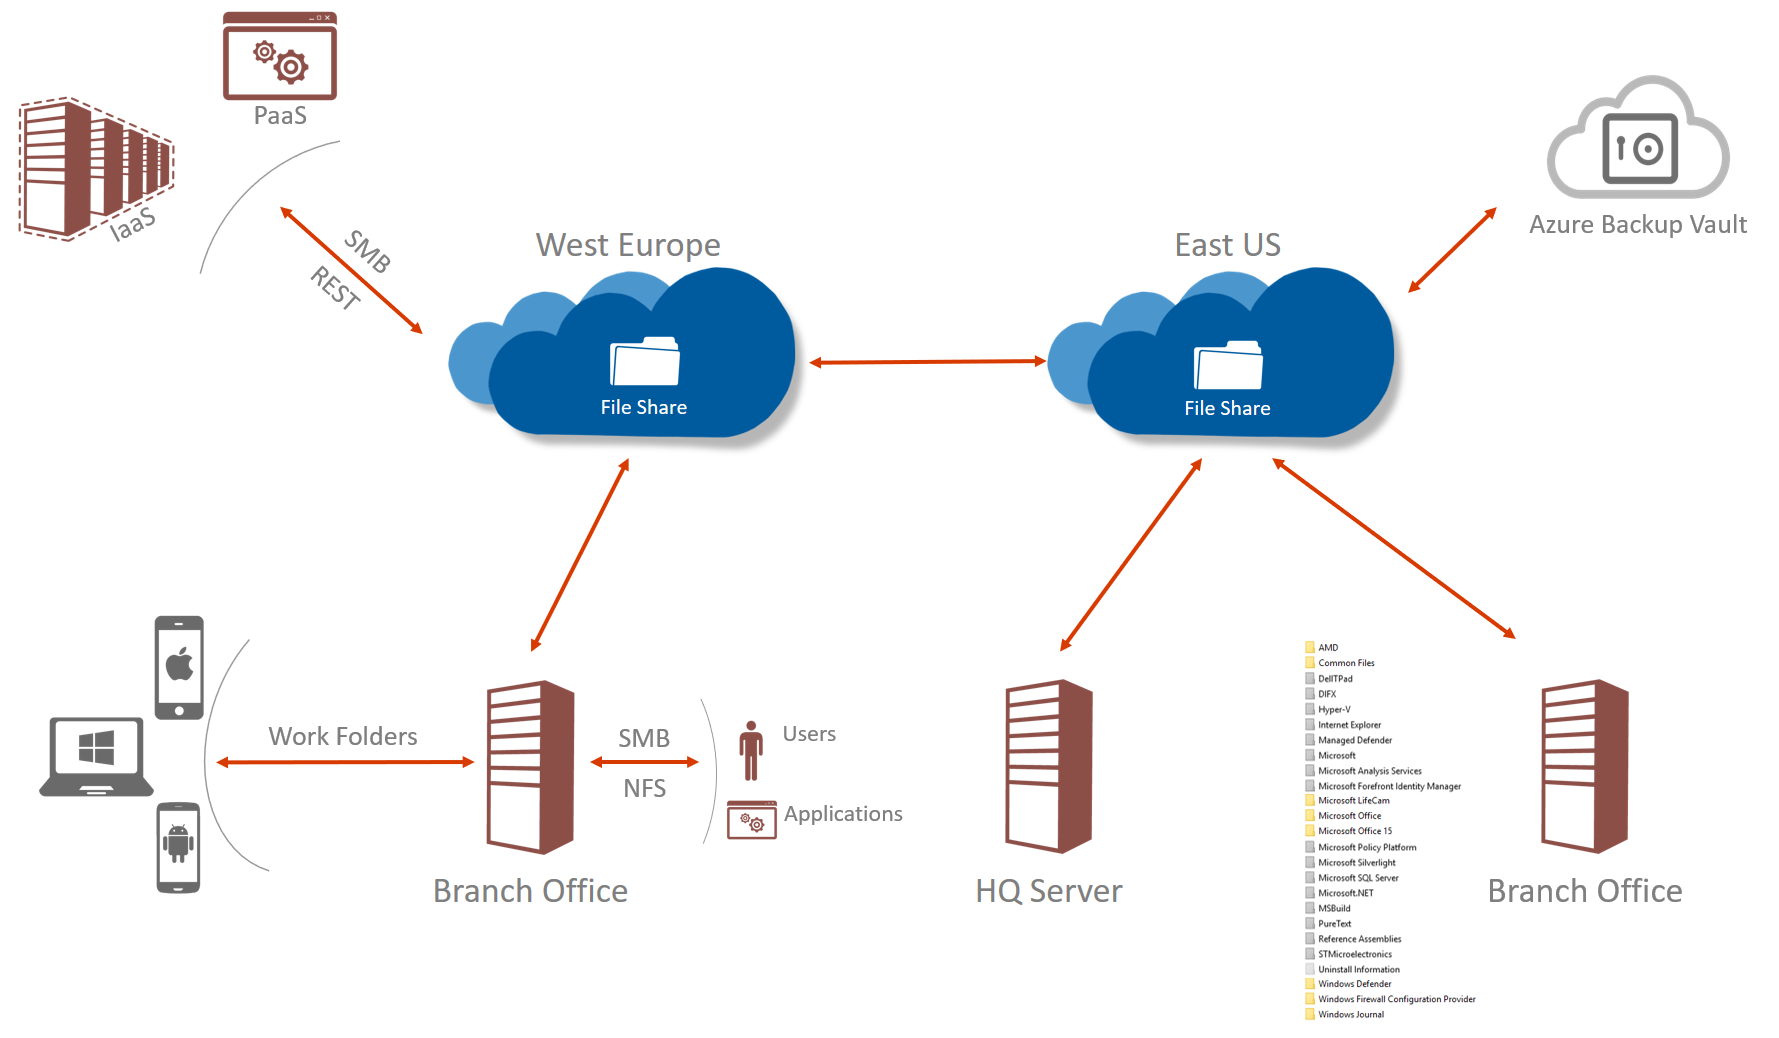 PaaS
IaaS
SMB
REST
West Europe
File Share
East US
File Share
Azure Backup Vault
Work Folders
SMB
NFS
Users
Applications
Branch Office
HQ Server
AMD
Common Files
DellTPad
DIFX
Hyper-V
Internet Explorer
Managed Defender
Microsoft
Microsoft Analysis Services
Microsoft Forefront Identity Manager
Microsoft LifeCam
Microsoft Office
Microsoft Office 15
Microsoft Policy Platform
Microsoft Silverlight
Microsoft SQL Server
Microsoft.NET
MSBuild
PureText
Reference Assemblies
STMicroelectronics
Uninstall Information
Windows Defender
Windows Firewall Configuration Provider
Windows Journal
Branch Office